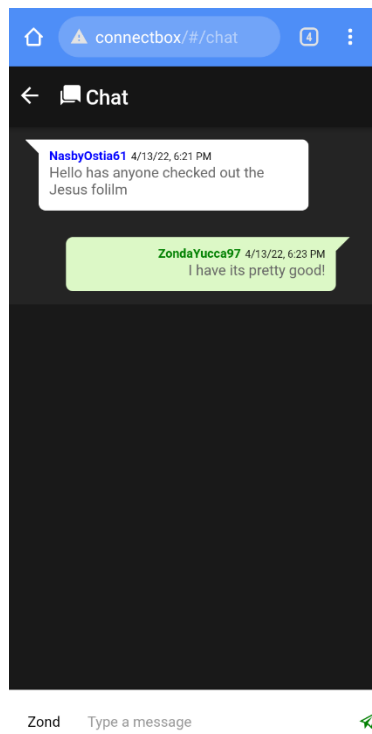 connectbox/#/chat
4
Chat
NasbyOstia61 4/13/22, 6:21 PM
Hello has anyone checked out the
Jesus folilm
ZondaYucca97 4/13/22, 6:23 PM
I have its pretty good!
Zond Type a message